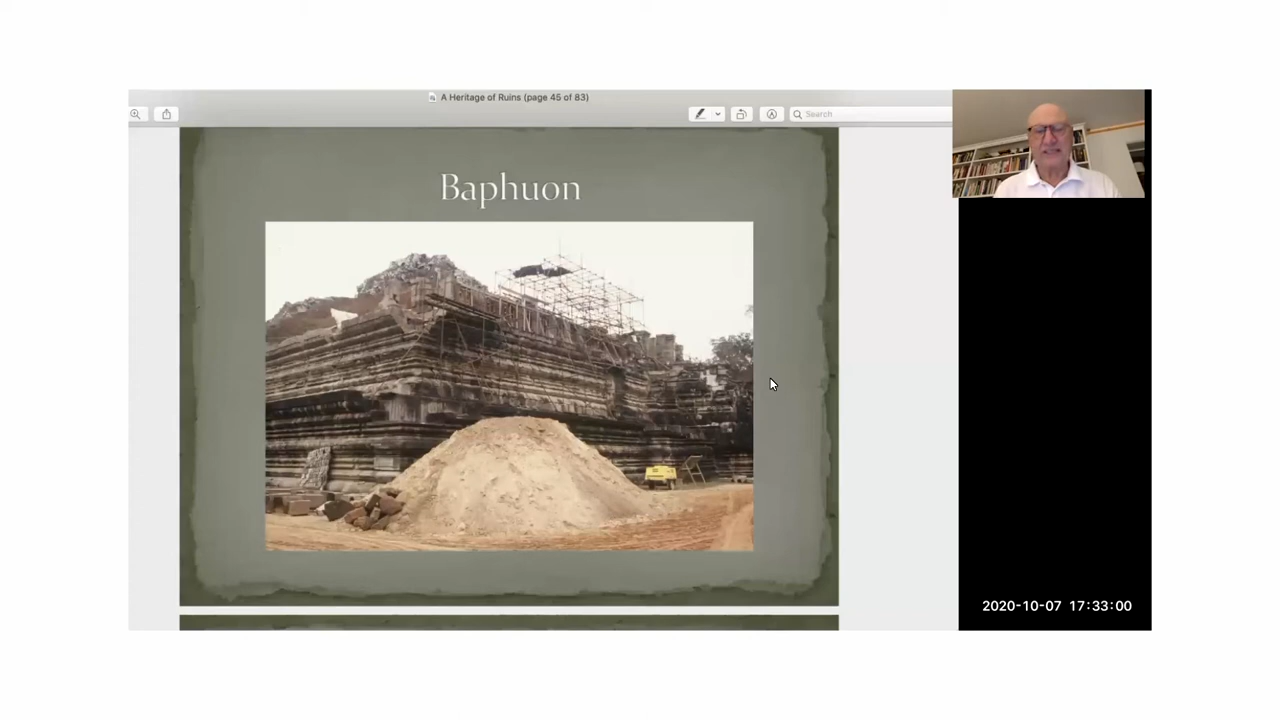 A Heritage of Ruins (page 45 of 83)
Search
Baphuon
2020-10-07 17:33:00